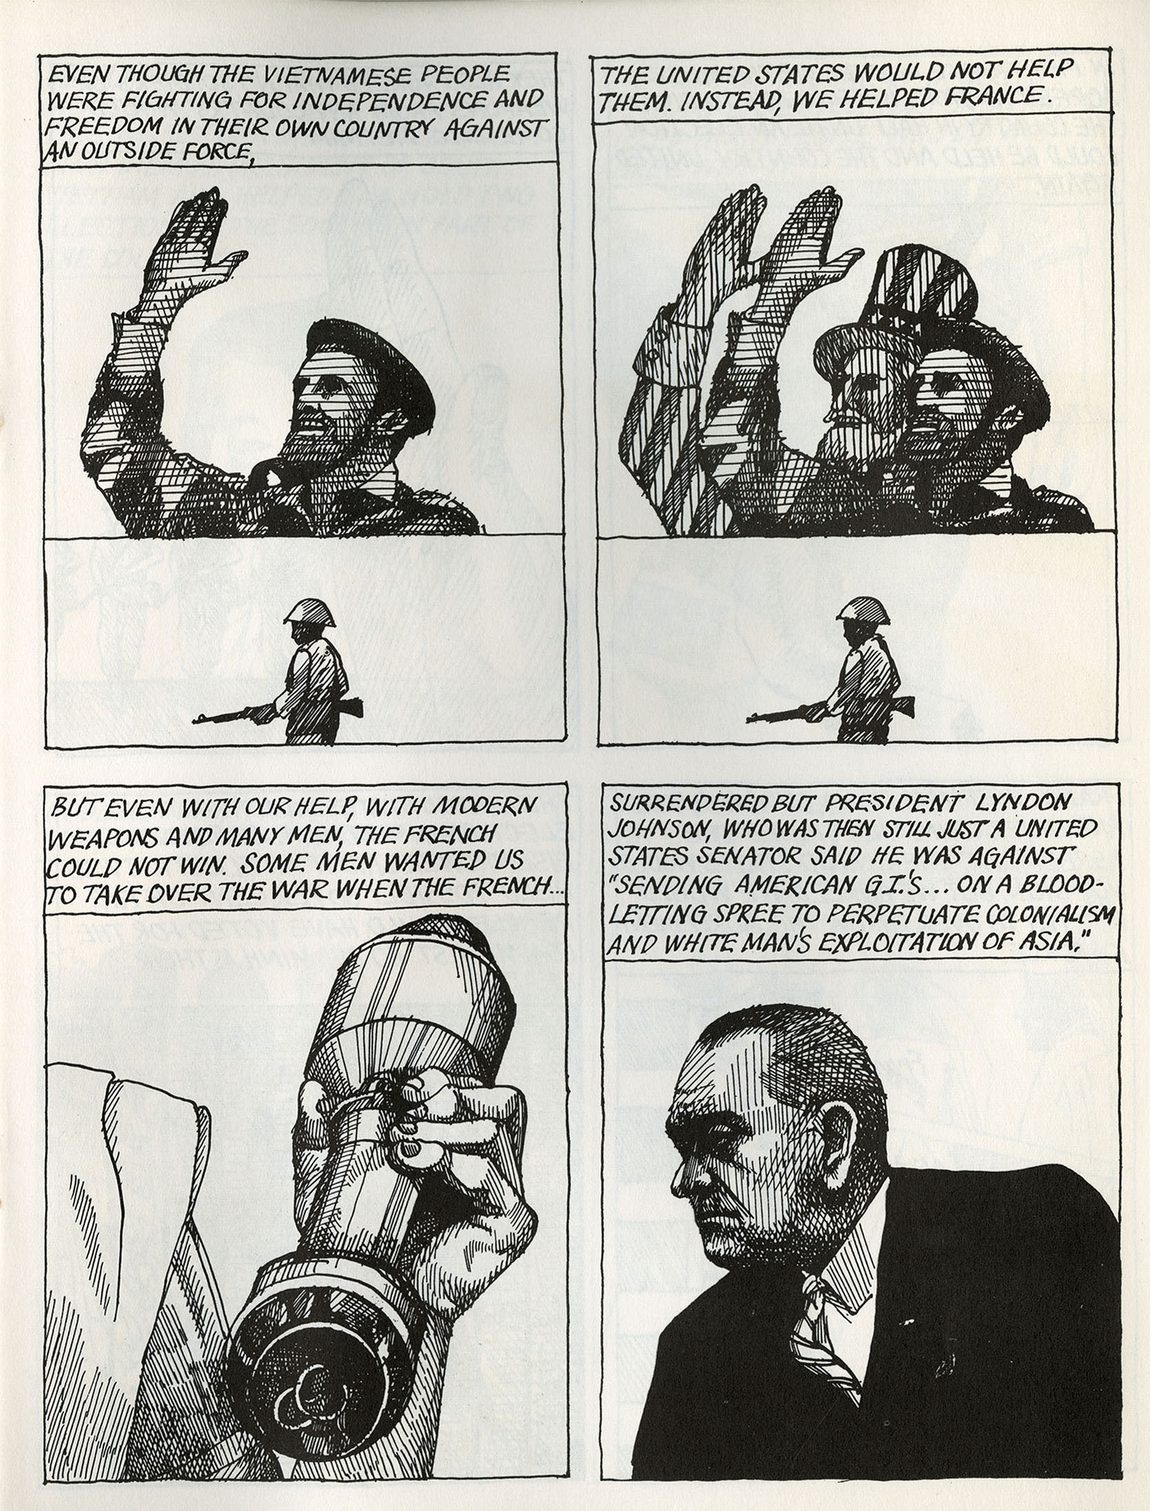 EVEN THOUGH THE VIETNAMESE PEOPLE
WERE FIGHTING FOR INDEPENDENCE AND
FREEDOM IN THEIR OWN COUNTRY AGAINST
AN OUTSIDE FORCE,
THE UNITED STATES WOULD NOT HELP
THEM. INSTEAD, WE HELPED FRANCE.
BUT EVEN WITH OUR HELP, WITH MODERN
WEAPONS AND MANY MEN, THE FRENCH
COULD NOT WIN. SOME MEN WANTED US
TO TAKE OVER THE WAR WHEN THE FRENCH...
SURRENDERED BUT PRESIDENT LYNDON
JOHNSON, WHO WAS THEN STILL JUST A UNITED
STATES SENATOR SAID HE WAS AGAINST
"SENDING AMERICAN G.I.'S... ON A BLOOD-
LETTING SPREE TO PERPETUATE COLONIALISM
AND WHITE MAN'S EXPLOITATION OF ASIA."